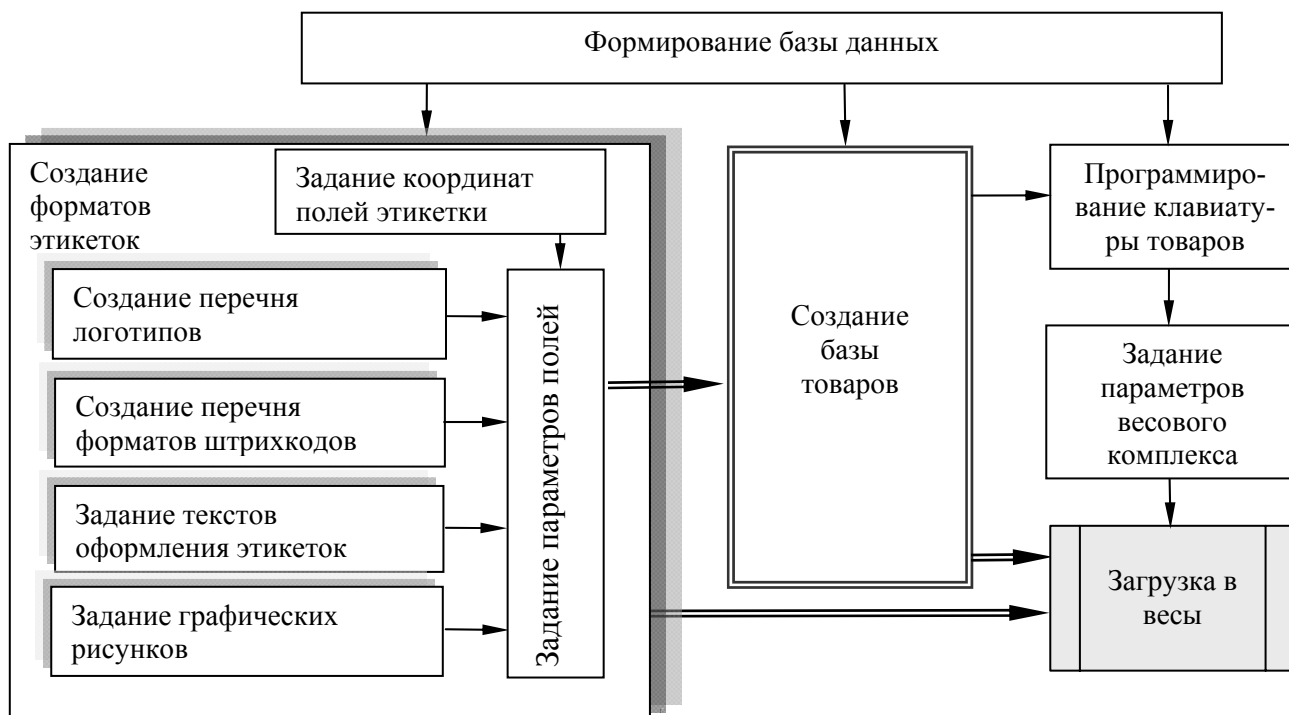 Формирование базы данных
Создание
форматов
этикеток
Задание координат
полей этикетки
Создание перечня
логотипов
Создание перечня
форматов штрихкодов
Задание текстов
оформления этикеток
Задание графических
рисунков
Задание параметров полей
Создание
базы
товаров
Программиро-
вание клавиату-
ры товаров
Задание
параметров
весового
комплекса
Загрузка в
весы